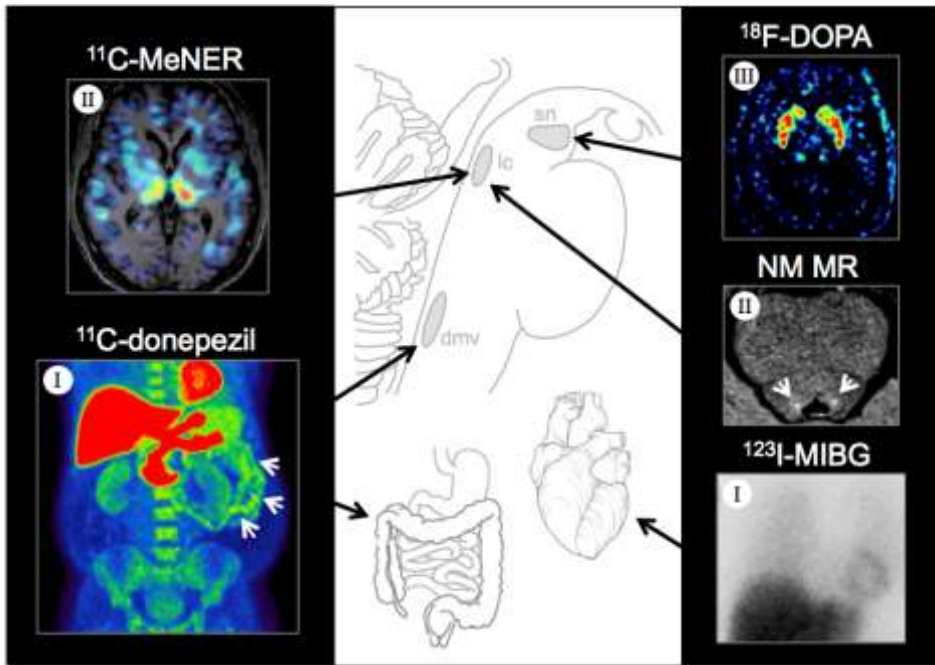 ¹¹C-MeNER
II
¹¹C-donepezil
I
sn
lc
dmv
¹⁸F-DOPA
III
NM MR
II
¹²³I-MIBG
I